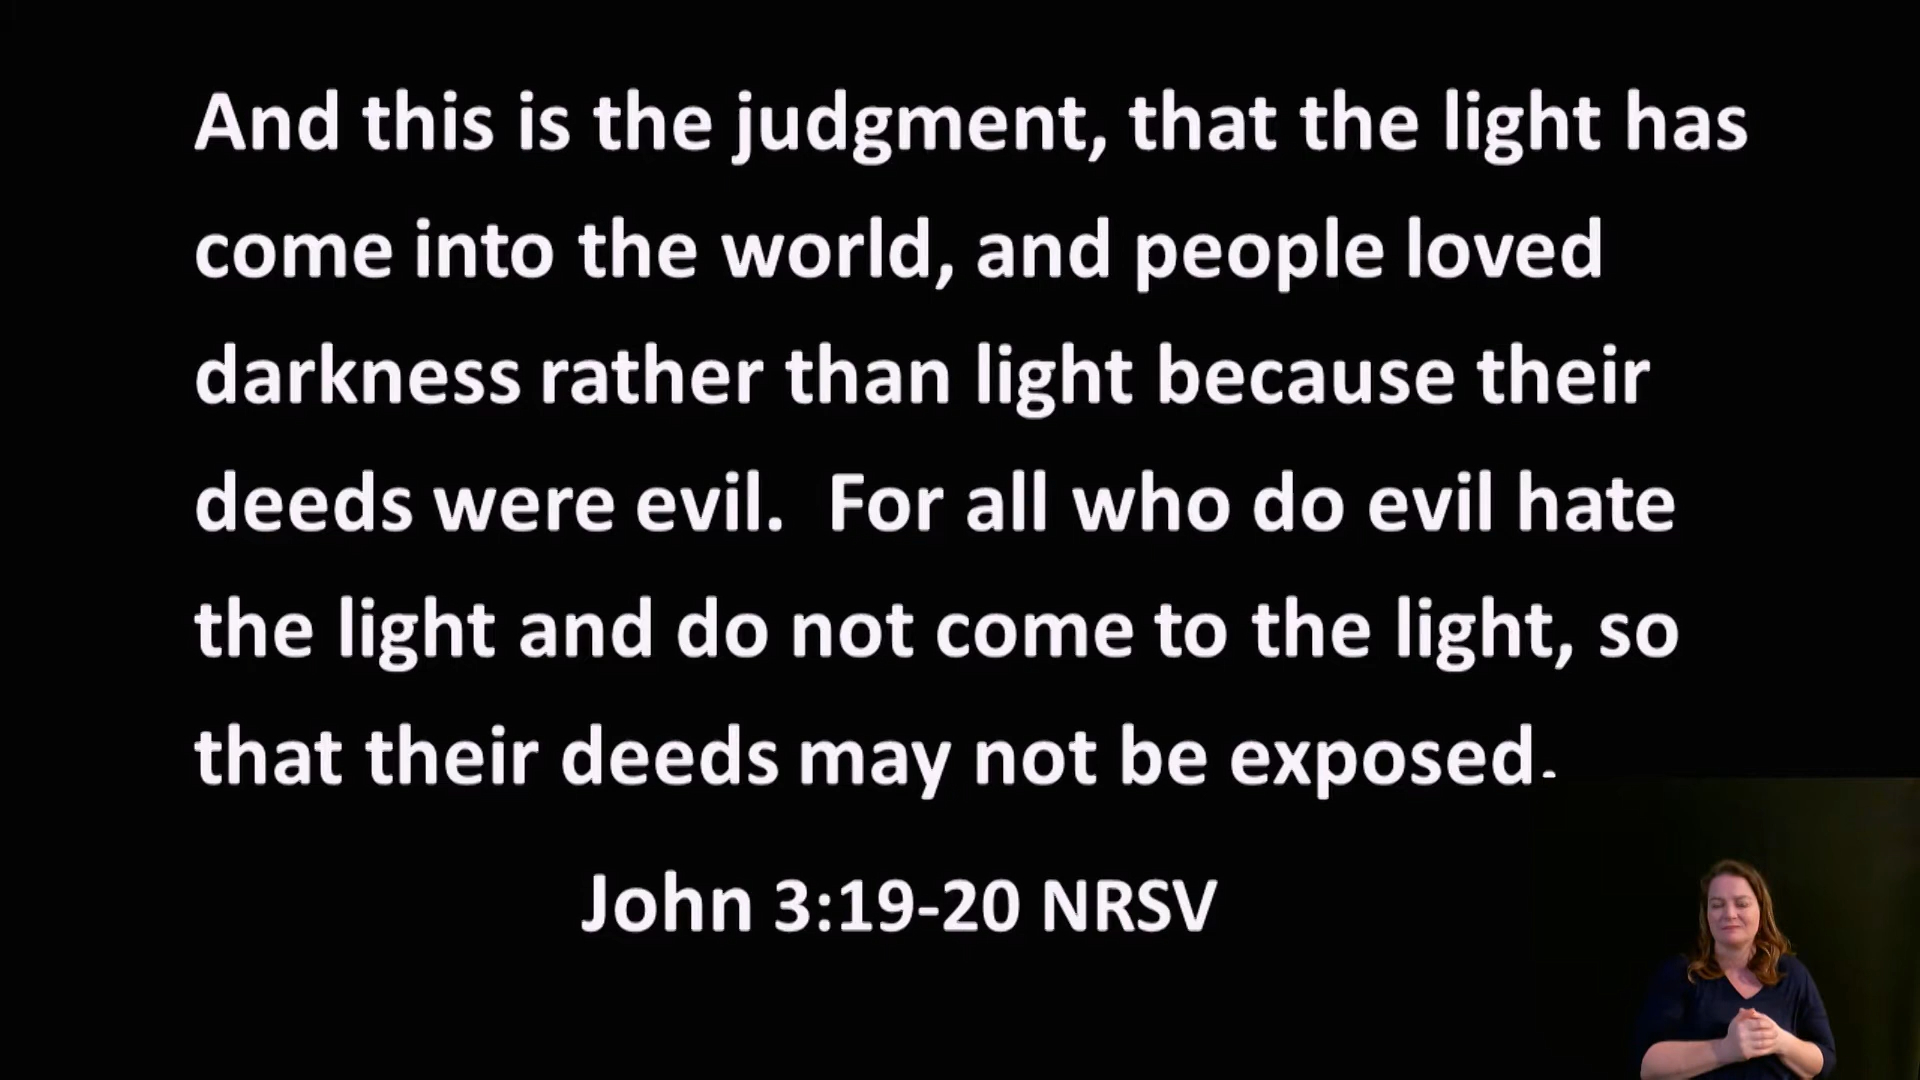 And this is the judgment, that the light has
come into the world, and people loved
darkness rather than light because their
deeds were evil.  For all who do evil hate
the light and do not come to the light, so
that their deeds may not be exposed.
John 3:19-20 NRSV